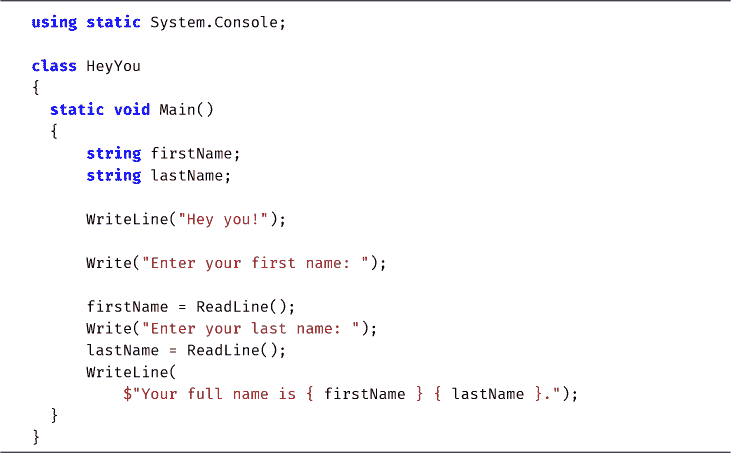 using static System.Console;
class HeyYou
{
static void Main()
{
string firstName;
string lastName;
WriteLine("Hey you!");
Write("Enter your first name: ");
firstName = ReadLine();
Write("Enter your last name: ");
lastName = ReadLine();
WriteLine(
$"Your full name is { firstName } { lastName }.");
}
}